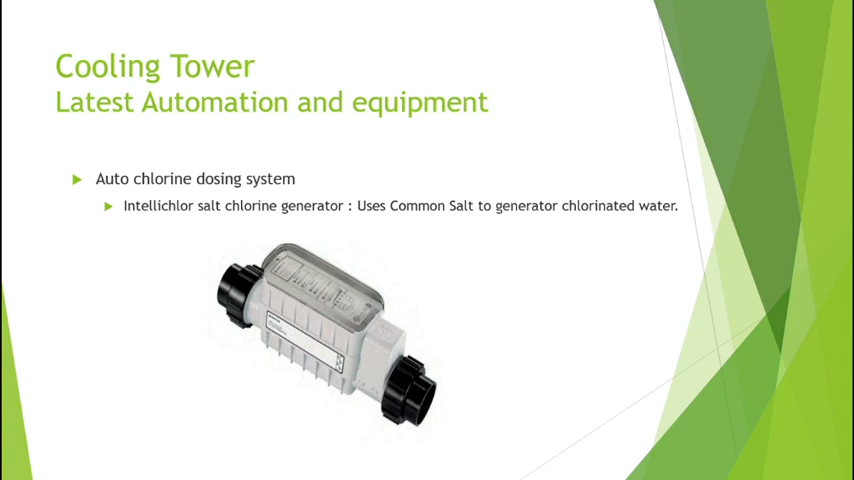 Cooling Tower
Latest Automation and equipment
Auto chlorine dosing system
Intellichlor salt chlorine generator : Uses Common Salt to generator chlorinated water.